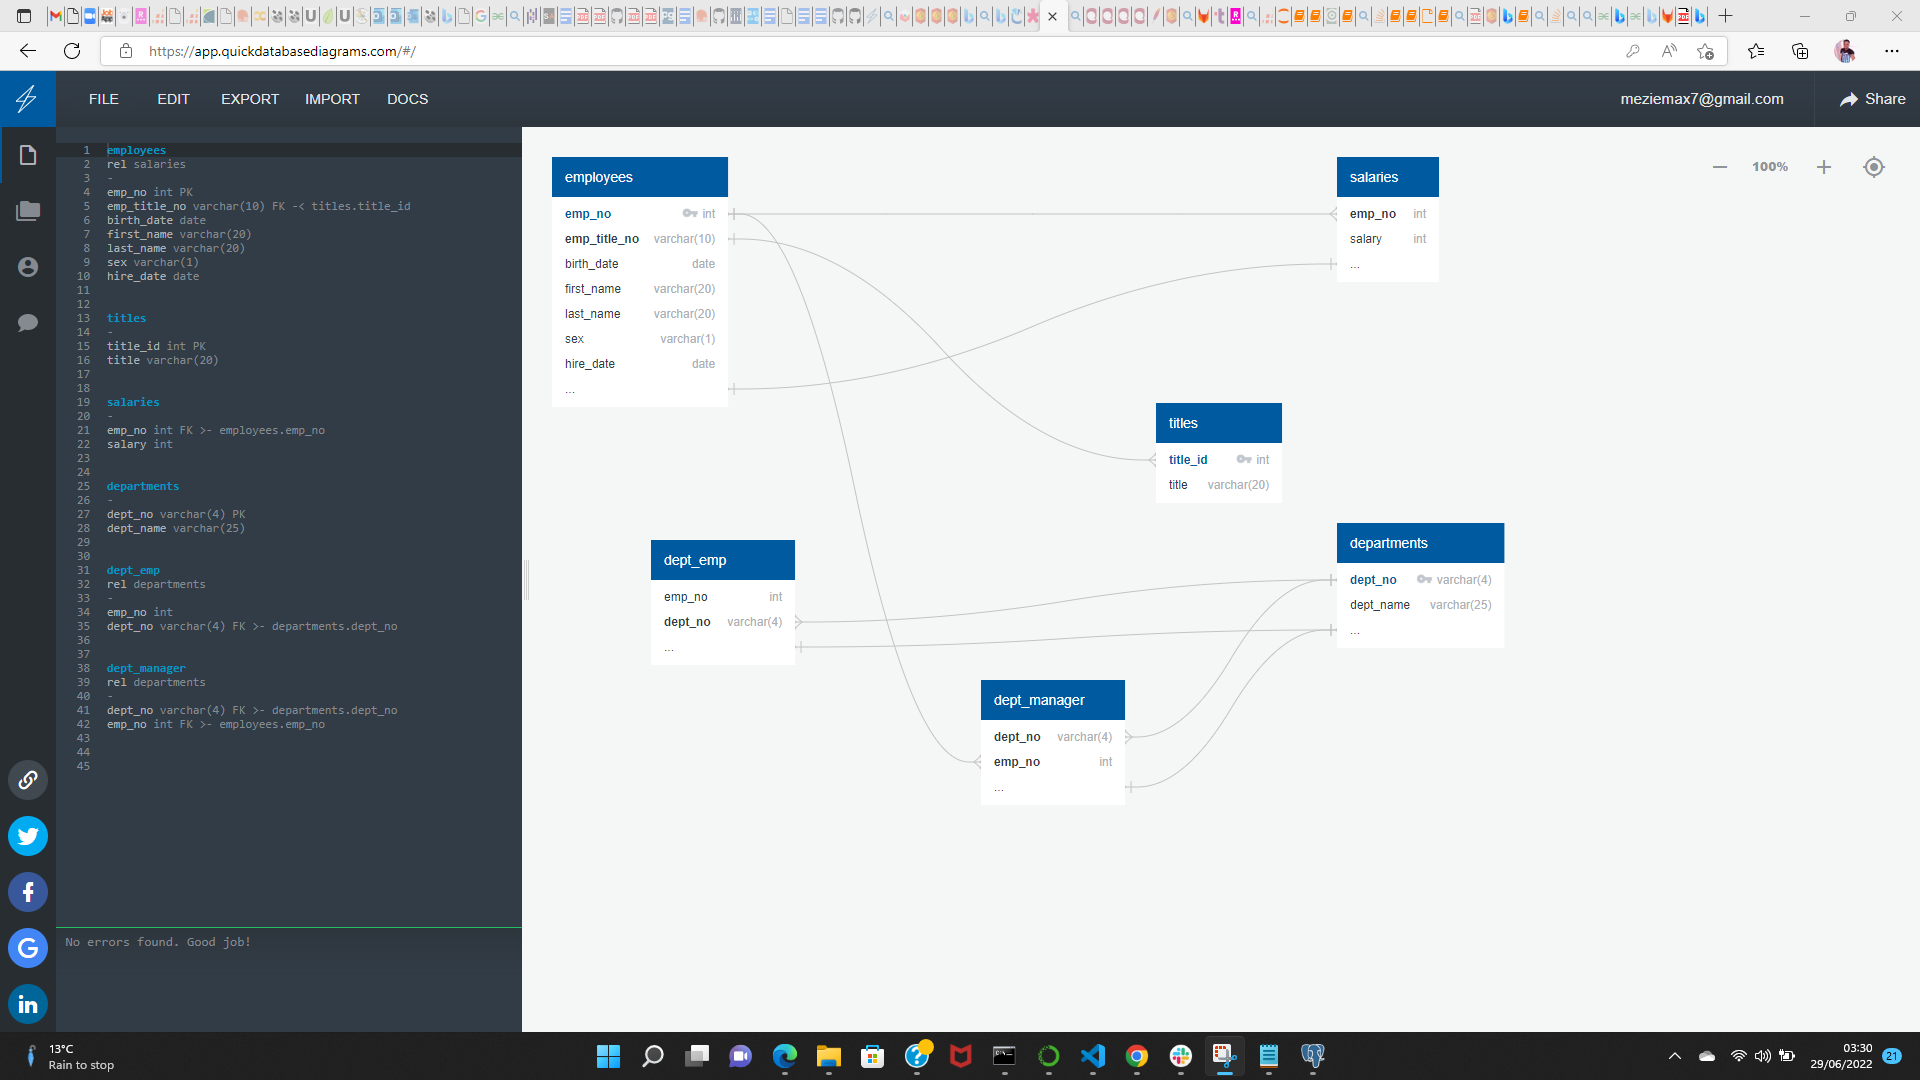 https://app.quickdatabasediagrams.com/#/
FILE EDIT EXPORT IMPORT DOCS
meziemax7@gmail.com
Share
1 employees
2 rel salaries
3 -
4 emp_no int PK
5 emp_title_no varchar(10) FK -< titles.title_id
6 birth_date date
7 first_name varchar(20)
8 last_name varchar(20)
9 sex varchar(1)
10 hire_date date
11
12
13 titles
14 -
15 title_id int PK
16 title varchar(20)
17
18
19 salaries
20 -
21 emp_no int FK >- employees.emp_no
22 salary int
23
24
25 departments
26 -
27 dept_no varchar(4) PK
28 dept_name varchar(25)
29
30
31 dept_emp
32 rel departments
33 -
34 emp_no int
35 dept_no varchar(4) FK >- departments.dept_no
36
37
38 dept_manager
39 rel departments
40 -
41 dept_no varchar(4) FK >- departments.dept_no
42 emp_no int FK >- employees.emp_no
43
44
45
No errors found. Good job!
100%
employees
emp_no int
emp_title_no varchar(10)
birth_date date
first_name varchar(20)
last_name varchar(20)
sex varchar(1)
hire_date date
...
salaries
emp_no int
salary int
...
titles
title_id int
title varchar(20)
departments
dept_no varchar(4)
dept_name varchar(25)
...
dept_emp
emp_no int
dept_no varchar(4)
...
dept_manager
dept_no varchar(4)
emp_no int
...
13°C
Rain to stop
03:30
29/06/2022
21